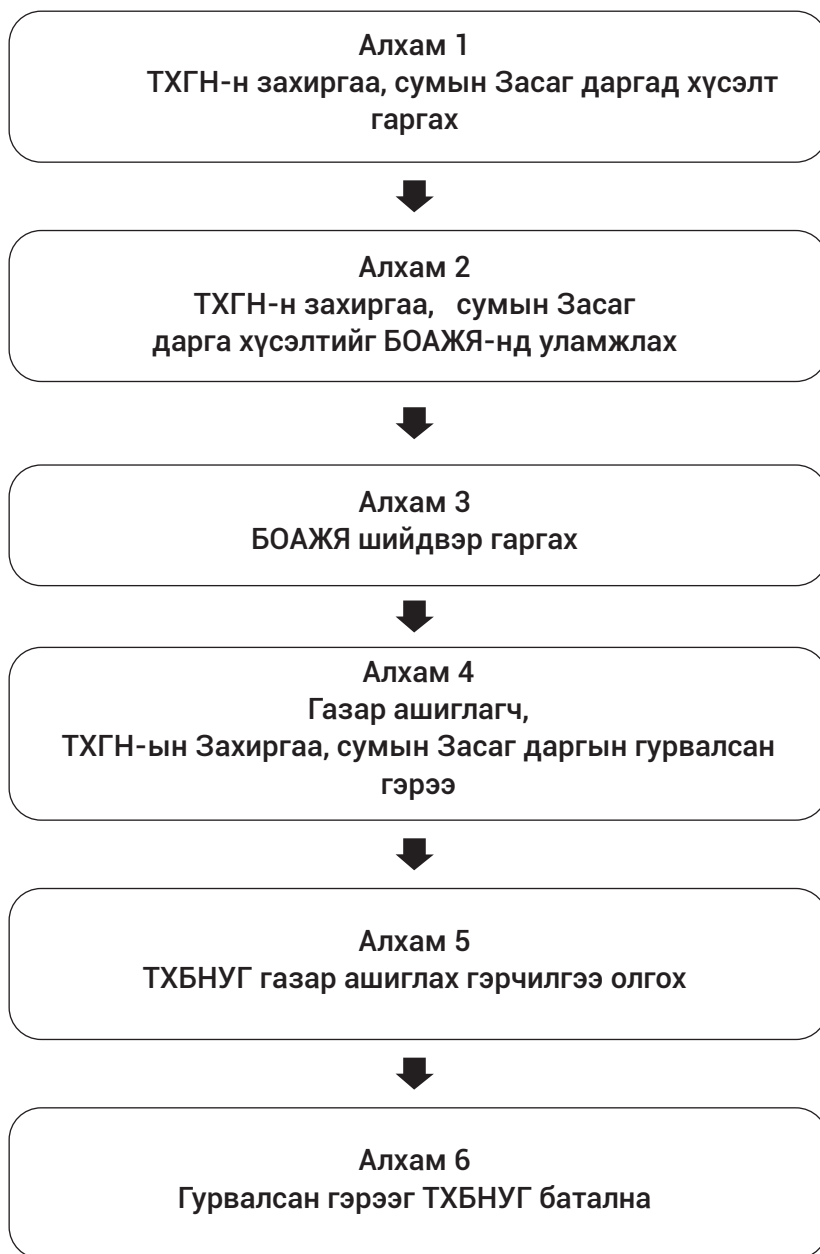 Алхам 1
ТХГН-н захиргаа, сумын Засаг даргад хүсэлт
гаргах
Алхам 2
ТХГН-н захиргаа, сумын Засаг
дарга хүсэлтийг БОАЖЯ-нд уламжлах
Алхам 3
БОАЖЯ шийдвэр гаргах
Алхам 4
Газар ашиглагч,
ТХГН-ын Захиргаа, сумын Засаг даргын гурвалсан
гэрээ
Алхам 5
ТХБНУГ газар ашиглах гэрчилгээ олгох
Алхам 6
Гурвалсан гэрээг ТХБНУГ батална